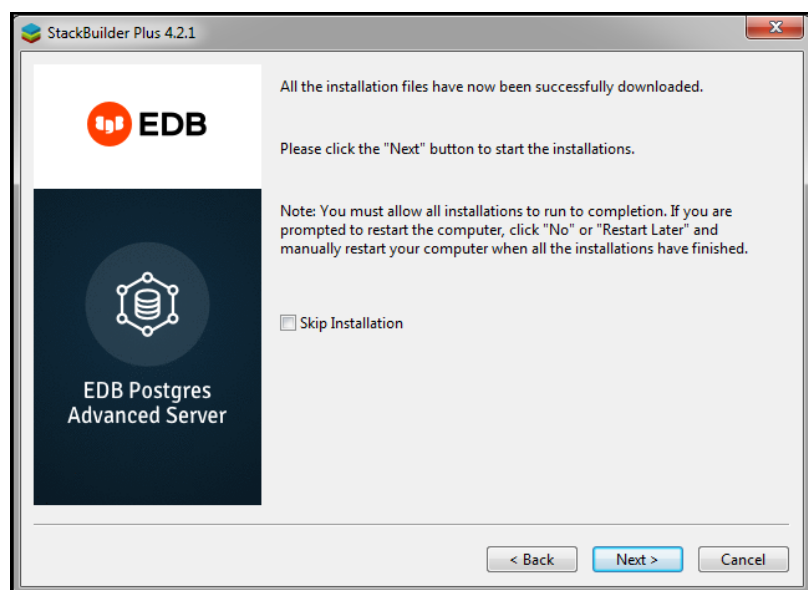 StackBuilder Plus 4.2.1
EDB
All the installation files have now been successfully downloaded.
Please click the "Next" button to start the installations.
Note: You must allow all installations to run to completion. If you are
prompted to restart the computer, click "No" or "Restart Later" and
manually restart your computer when all the installations have finished.
Skip Installation
EDB Postgres
Advanced Server
< Back
Next >
Cancel